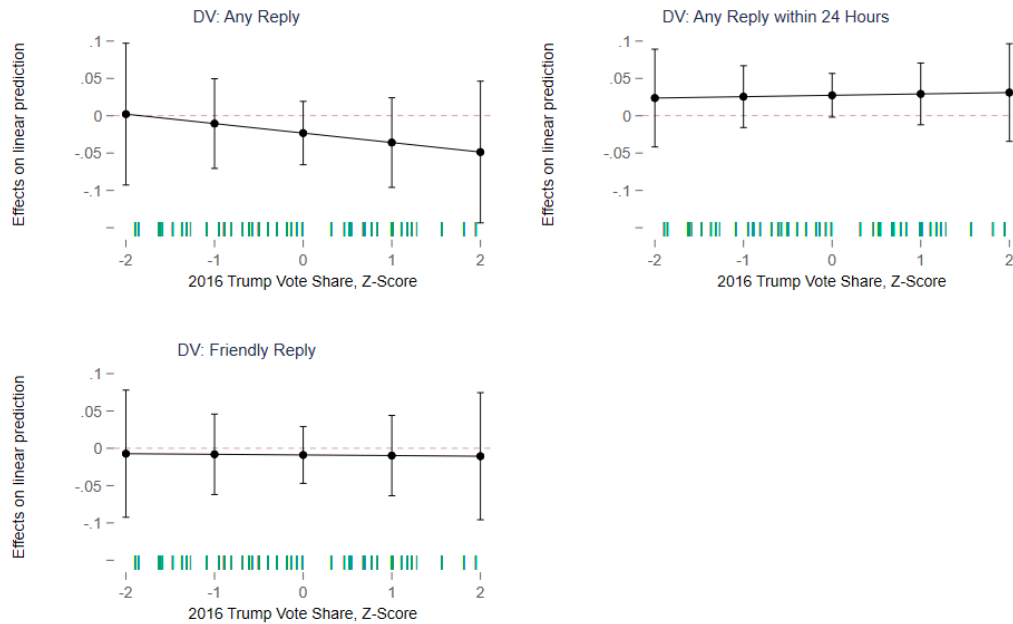 DV: Any Reply
Effects on linear prediction
.1
.05
0
-.05
-.1
-2 -1 0 1 2
2016 Trump Vote Share, Z-Score
DV: Any Reply within 24 Hours
Effects on linear prediction
.1
.05
0
-.05
-.1
-2 -1 0 1 2
2016 Trump Vote Share, Z-Score
DV: Friendly Reply
Effects on linear prediction
.1
.05
0
-.05
-.1
-2 -1 0 1 2
2016 Trump Vote Share, Z-Score